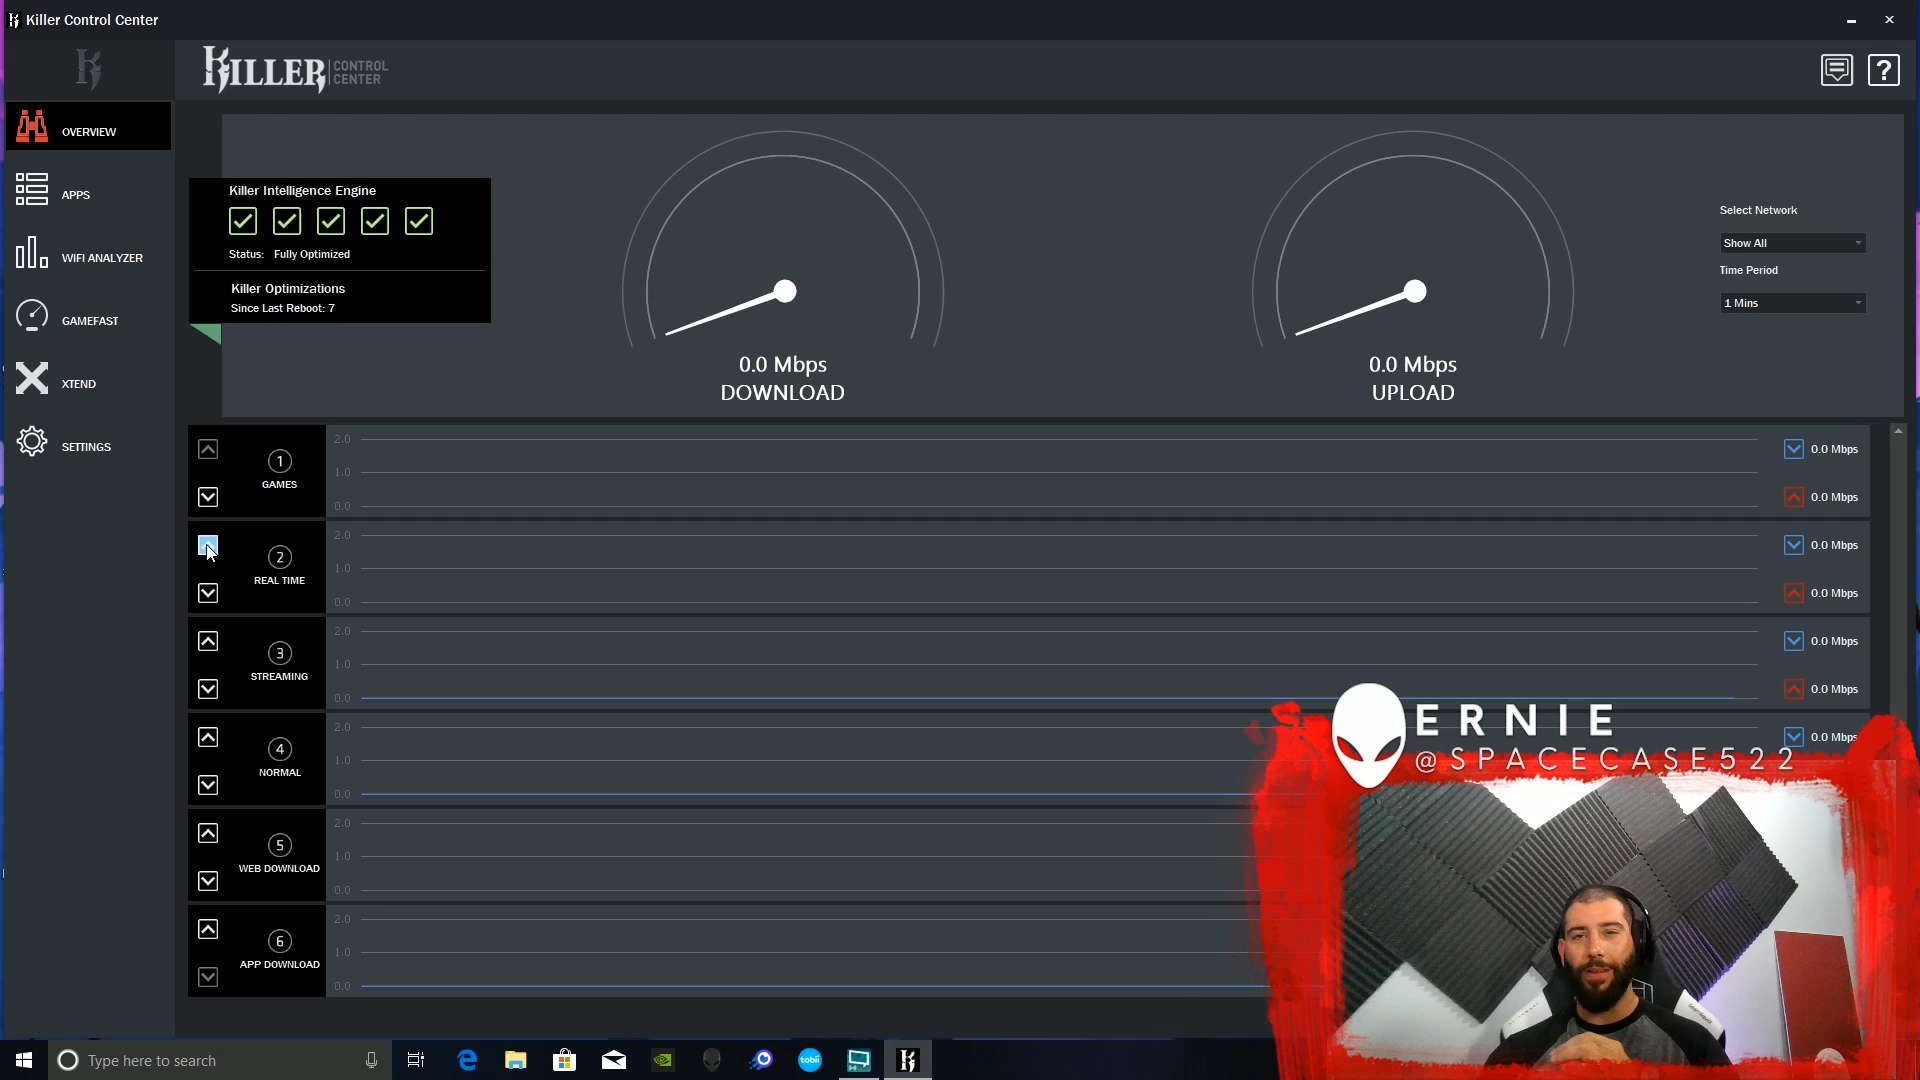 Killer Control Center
KILLER CONTROL CENTER
?
OVERVIEW
APPS
WIFI ANALYZER
GAMEFAST
XTEND
SETTINGS
Killer Intelligence Engine
Status: Fully Optimized
Killer Optimizations
Since Last Reboot: 7
0.0 Mbps
DOWNLOAD
0.0 Mbps
UPLOAD
Select Network
Show All
Time Period
1 Mins
1
GAMES
2.0
1.0
0.0
0.0 Mbps
0.0 Mbps
2
REAL TIME
2.0
1.0
0.0
0.0 Mbps
0.0 Mbps
3
STREAMING
2.0
1.0
0.0
0.0 Mbps
0.0 Mbps
4
NORMAL
2.0
1.0
0.0
0.0 Mbps
5
WEB DOWNLOAD
2.0
1.0
0.0
6
APP DOWNLOAD
2.0
1.0
0.0
ERNIE
@SPACECASE522
Type here to search
tobii